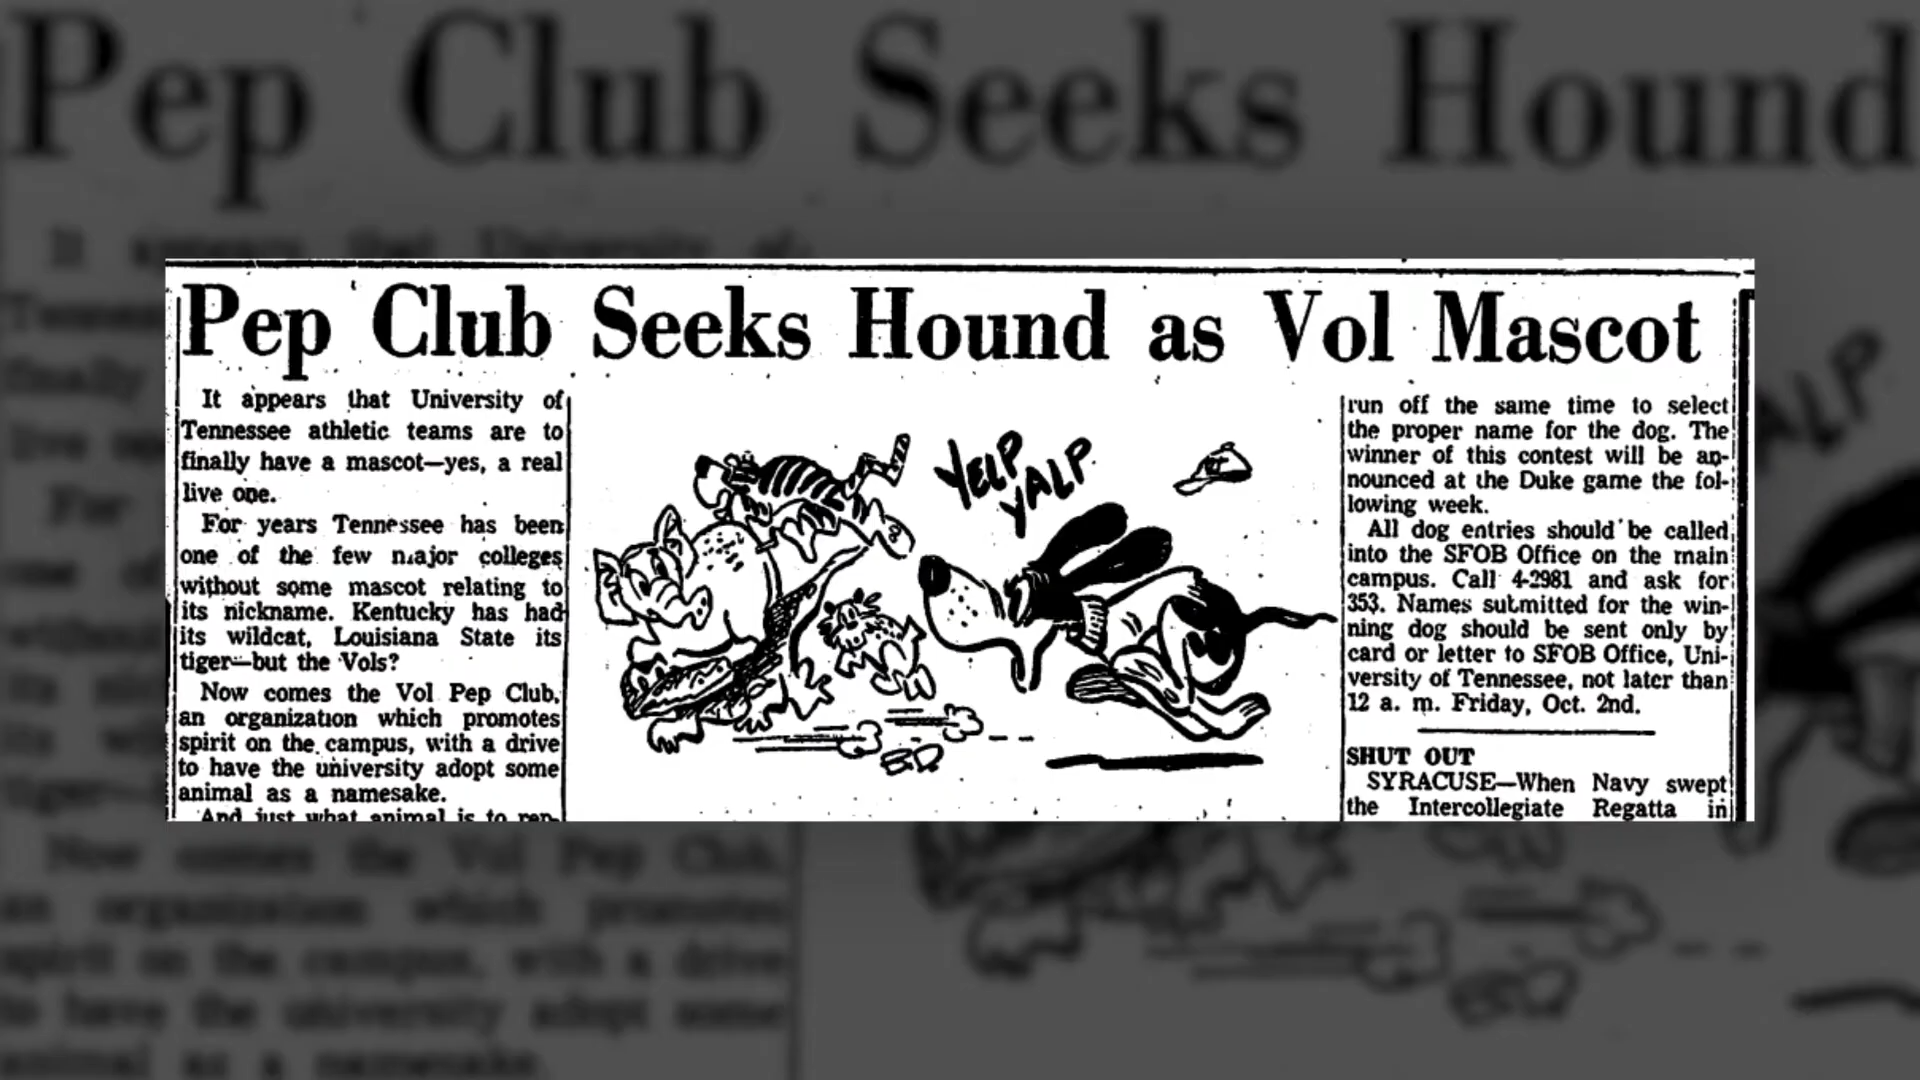 Pep Club Seeks Hound as Vol Mascot
It appears that University of
Tennessee athletic teams are to
finally have a mascot—yes, a real
live one.
For years Tennessee has been
one of the few major colleges
without some mascot relating to
its nickname. Kentucky has had
its wildcat, Louisiana State its
tiger—but the Vols?
Now comes the Vol Pep Club,
an organization which promotes
spirit on the campus, with a drive
to have the university adopt some
animal as a namesake.
And just what animal is to rep-
YELP
YALP
BD
run off the same time to select
the proper name for the dog. The
winner of this contest will be an-
nounced at the Duke game the fol-
lowing week.
All dog entries should be called
into the SFOB Office on the main
campus. Call 4-2981 and ask for
353. Names submitted for the win-
ning dog should be sent only by
card or letter to SFOB Office, Uni-
versity of Tennessee, not later than
12 a. m. Friday, Oct. 2nd.
SHUT OUT
SYRACUSE—When Navy swept
the Intercollegiate Regatta in